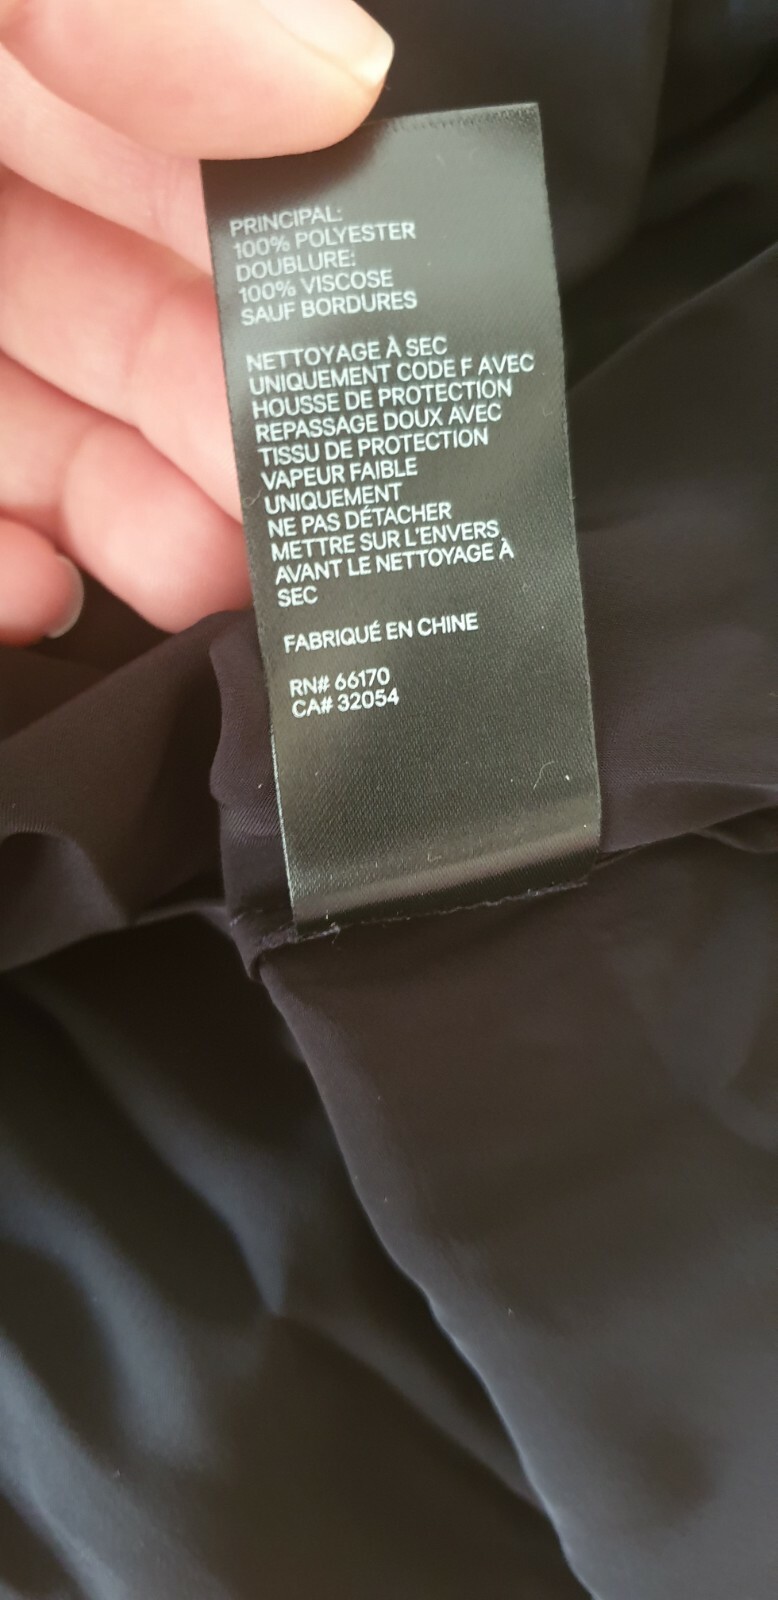 PRINCIPAL:
100% POLYESTER
DOUBLURE:
100% VISCOSE
SAUF BORDURES
NETTOYAGE À SEC
UNIQUEMENT CODE F AVEC
HOUSSE DE PROTECTION
REPASSAGE DOUX AVEC
TISSU DE PROTECTION
VAPEUR FAIBLE
UNIQUEMENT
NE PAS DÉTACHER
METTRE SUR L'ENVERS
AVANT LE NETTOYAGE À
SEC
FABRIQUÉ EN CHINE
RN# 66170
CA# 32054